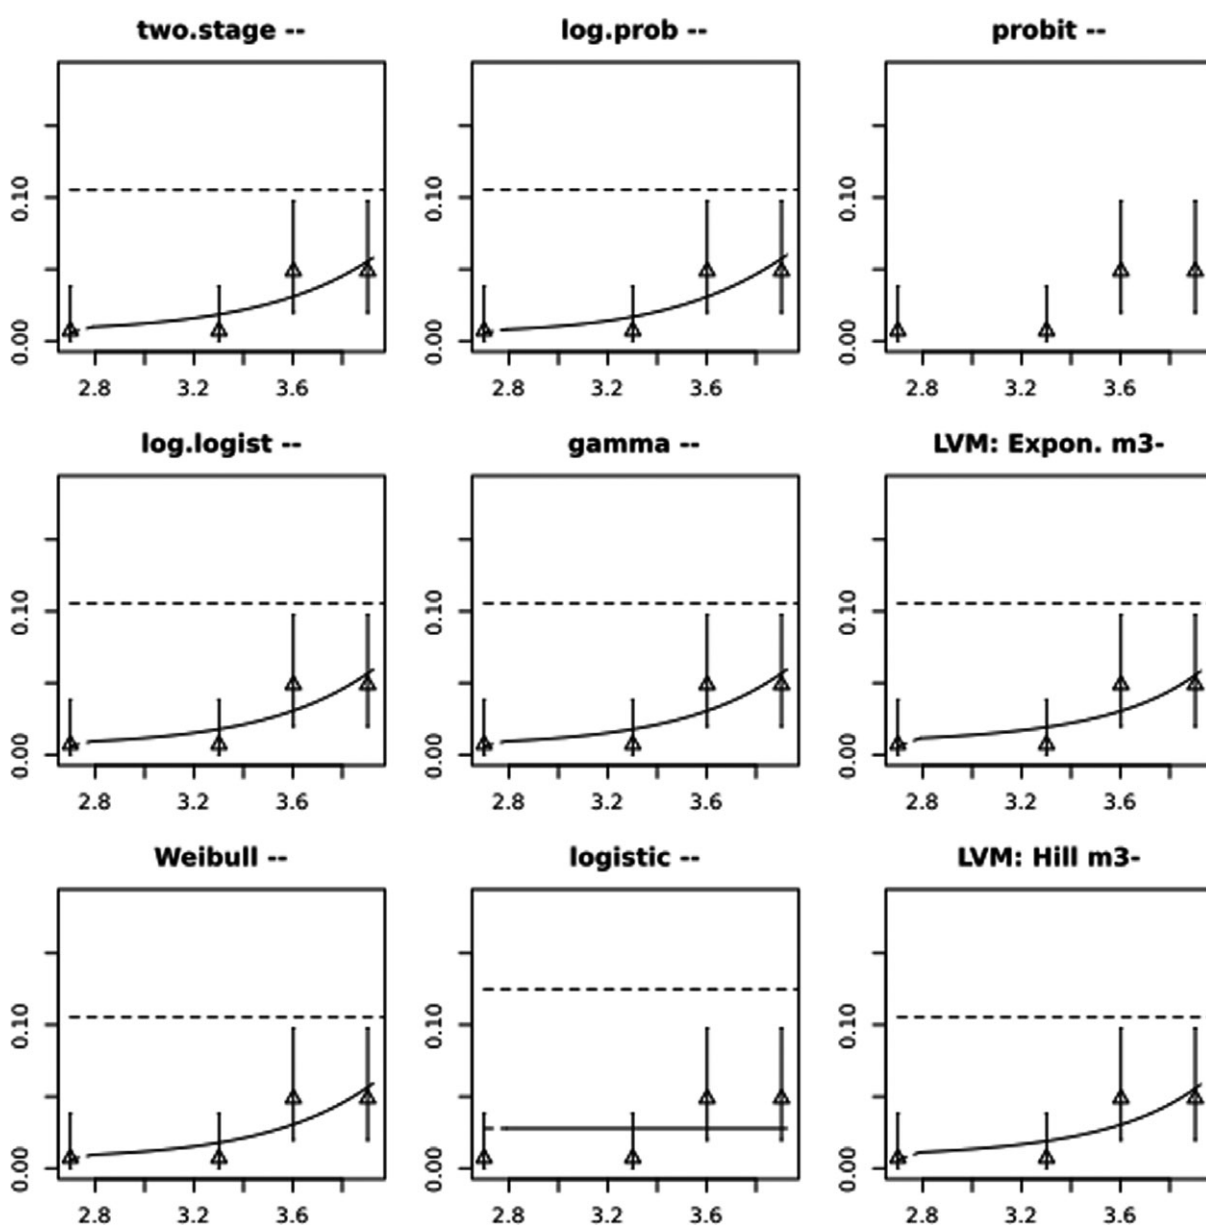 two.stage --
log.prob --
probit --
0.10
0.00
2.8 3.2 3.6
0.10
0.00
2.8 3.2 3.6
0.10
0.00
2.8 3.2 3.6
log.logist --
gamma --
LVM: Expon. m3-
0.10
0.00
2.8 3.2 3.6
0.10
0.00
2.8 3.2 3.6
0.10
0.00
2.8 3.2 3.6
Weibull --
logistic --
LVM: Hill m3-
0.10
0.00
2.8 3.2 3.6
0.10
0.00
2.8 3.2 3.6
0.10
0.00
2.8 3.2 3.6